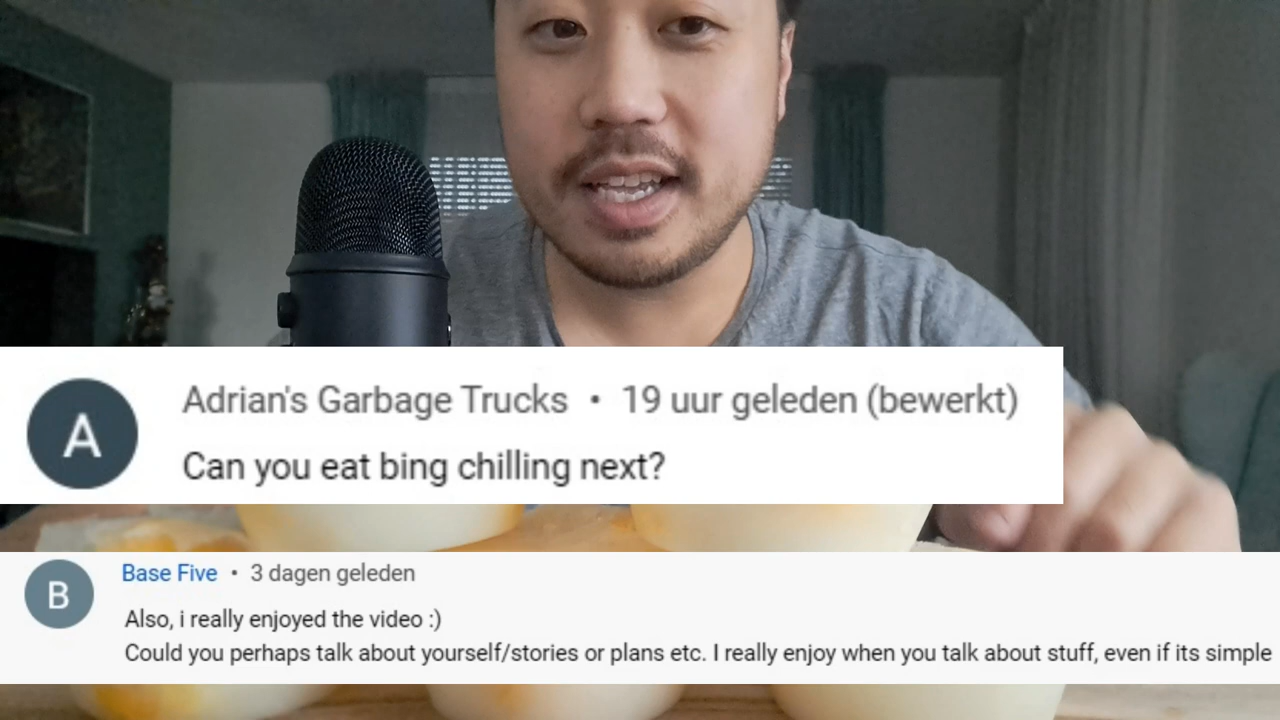 A
Adrian's Garbage Trucks • 19 uur geleden (bewerkt)
Can you eat bing chilling next?
B
Base Five • 3 dagen geleden
Also, i really enjoyed the video :)
Could you perhaps talk about yourself/stories or plans etc. I really enjoy when you talk about stuff, even if its simple